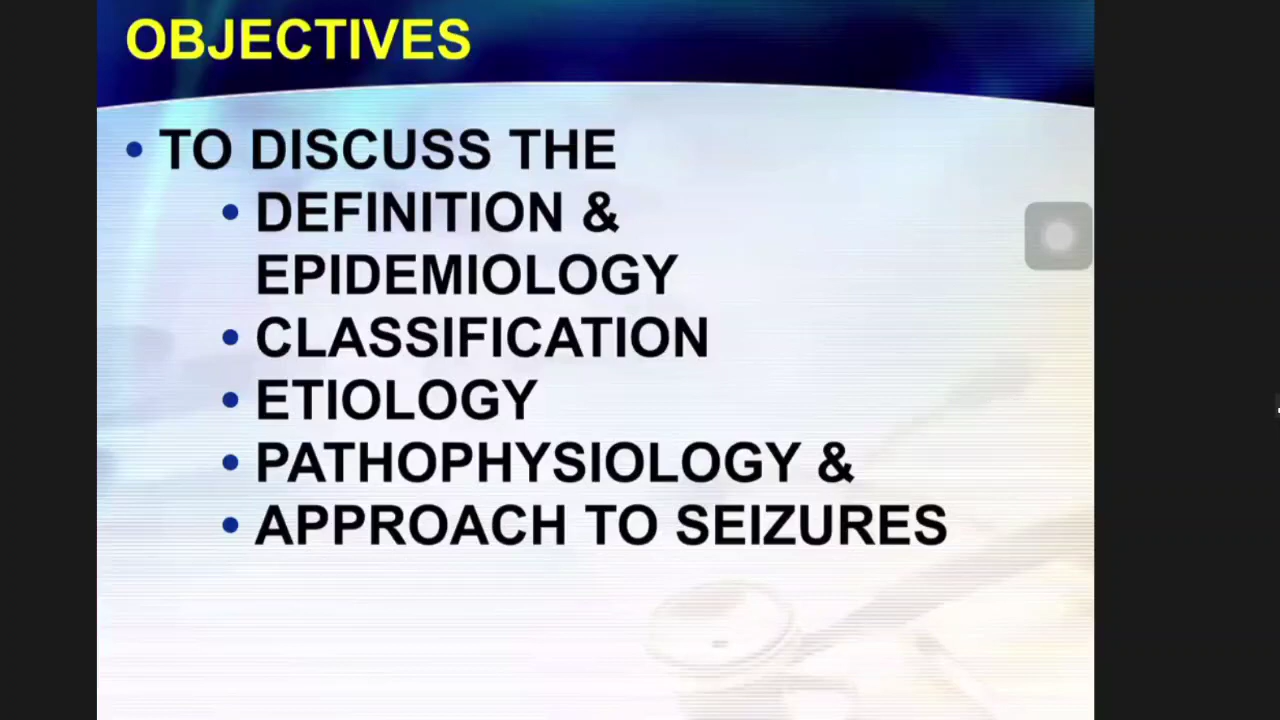 OBJECTIVES
• TO DISCUSS THE
• DEFINITION &
EPIDEMIOLOGY
• CLASSIFICATION
• ETIOLOGY
• PATHOPHYSIOLOGY &
• APPROACH TO SEIZURES